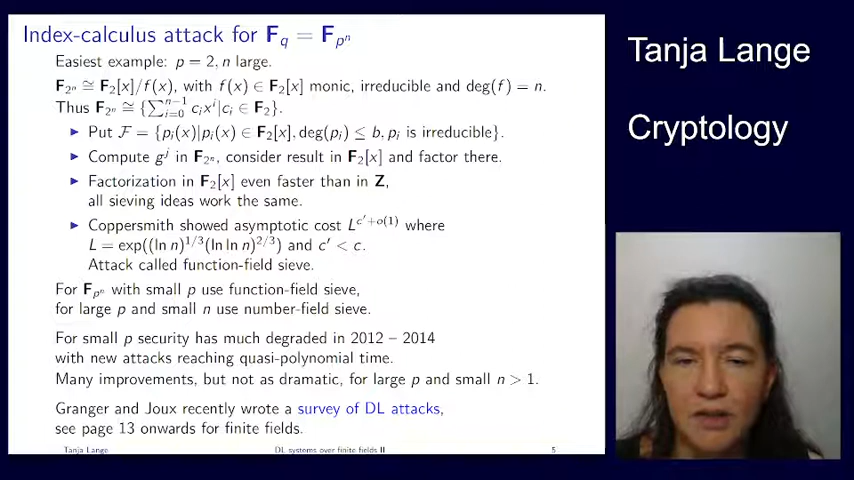 Index-calculus attack for F_q = F_{p^n}
Easiest example: p = 2, n large.
F_{2^n} ≅ F_2[x]/f(x), with f(x) ∈ F_2[x] monic, irreducible and deg(f) = n.
Thus F_{2^n} ≅ {∑_{i=0}^{n−1} c_i x^i | c_i ∈ F_2}.
▶ Put F = {p_i(x)|p_i(x) ∈ F_2[x], deg(p_i) ≤ b, p_i is irreducible}.
▶ Compute g^j in F_{2^n}, consider result in F_2[x] and factor there.
▶ Factorization in F_2[x] even faster than in Z,
all sieving ideas work the same.
▶ Coppersmith showed asymptotic cost L^{c′+o(1)} where
L = exp((ln n)^{1/3}(ln ln n)^{2/3}) and c′ < c.
Attack called function-field sieve.
For F_{p^n} with small p use function-field sieve,
for large p and small n use number-field sieve.
For small p security has much degraded in 2012 – 2014
with new attacks reaching quasi-polynomial time.
Many improvements, but not as dramatic, for large p and small n > 1.
Granger and Joux recently wrote a survey of DL attacks,
see page 13 onwards for finite fields.
Tanja Lange DL systems over finite fields II 5
Tanja Lange
Cryptology